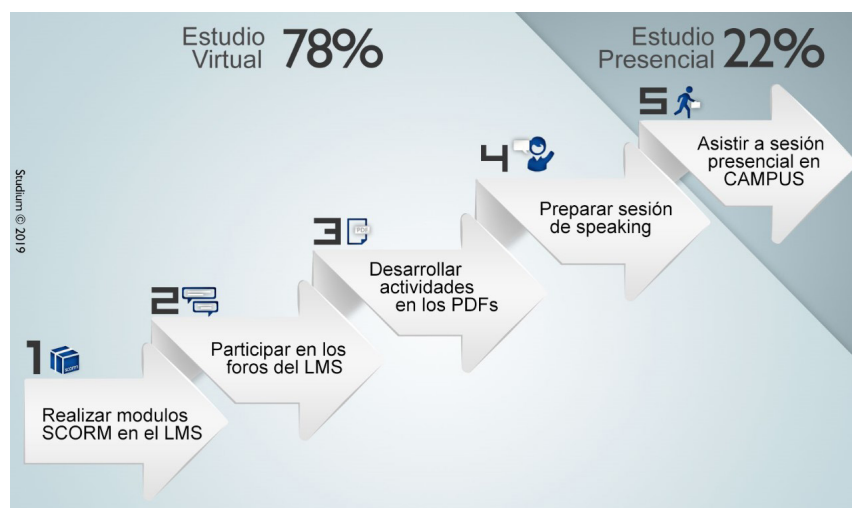 Estudio
Virtual 78%
Estudio
Presencial 22%
Studium © 2019
1
Realizar modulos
SCORM en el LMS
2
Participar en los
foros del LMS
3
PDF
Desarrollar
actividades
en los PDFs
4
Preparar sesión
de speaking
5
Asistir a sesión
presencial en
CAMPUS